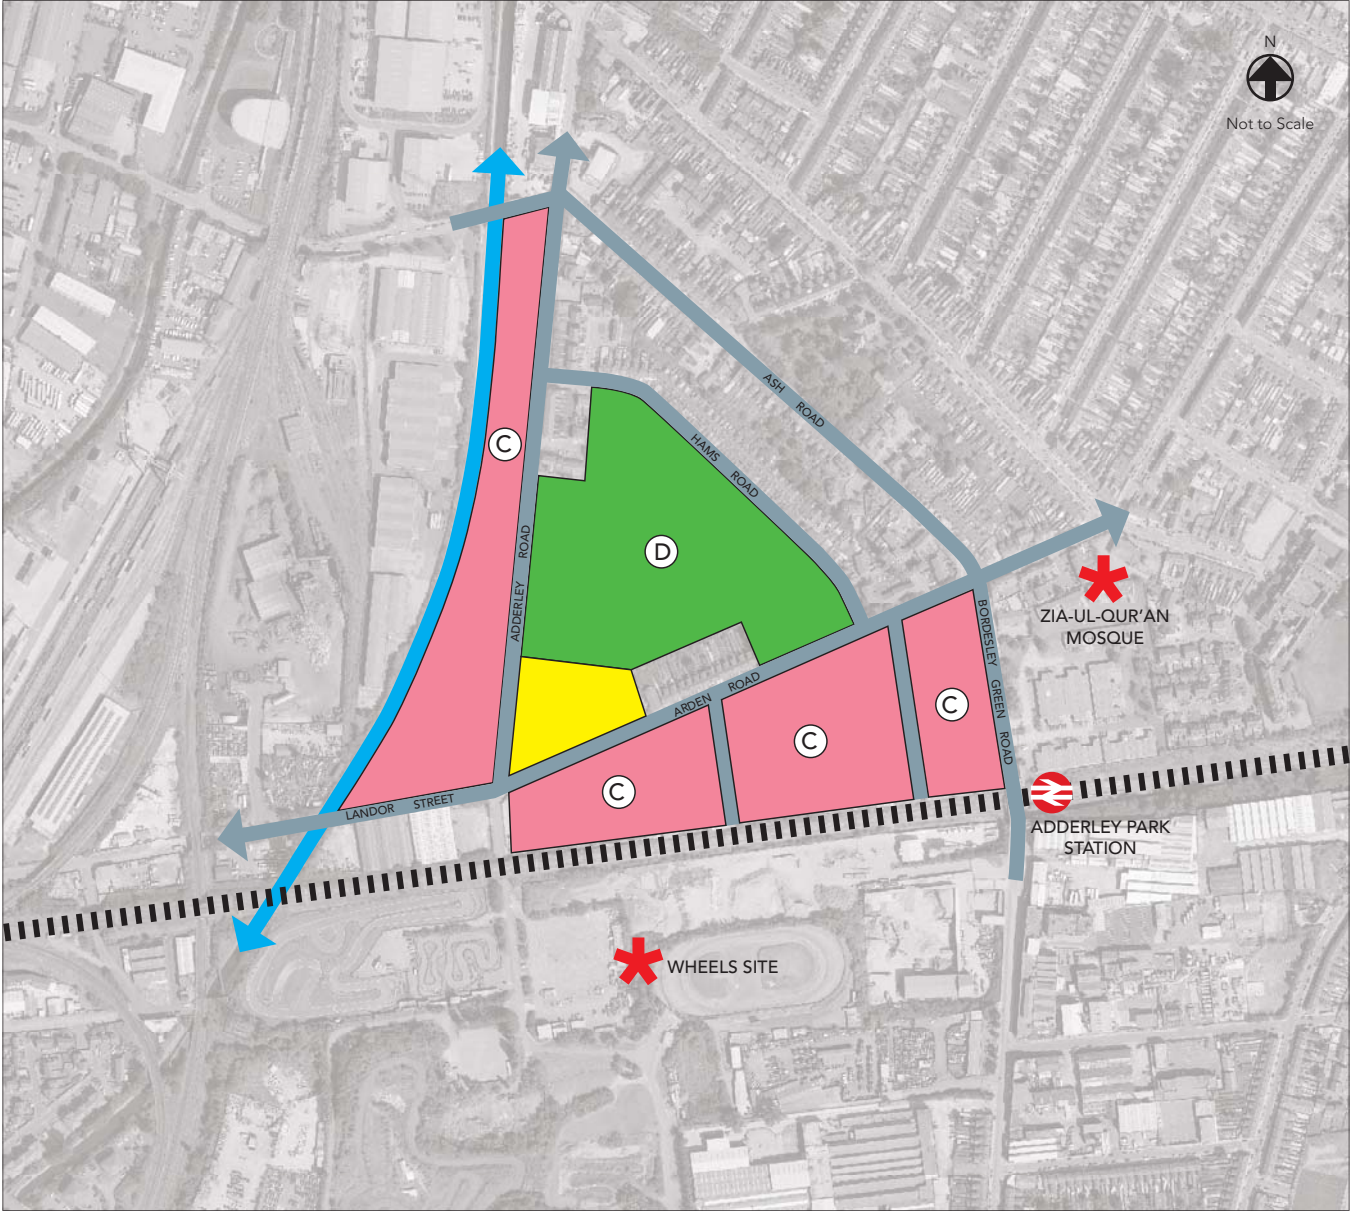 N
Not to Scale
ASH ROAD
C
HAMS ROAD
ADDERLEY ROAD
D
ZIA-UL-QUR'AN
MOSQUE
BORDESLEY GREEN ROAD
ARDEN ROAD
C
C
C
LANDOR STREET
ADDERLEY PARK
STATION
WHEELS SITE